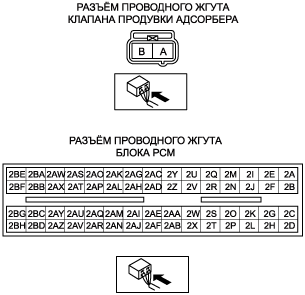 РАЗЪЁМ ПРОВОДНОГО ЖГУТА
КЛАПАНА ПРОДУВКИ АДСОРБЕРА
B A
РАЗЪЁМ ПРОВОДНОГО ЖГУТА
БЛОКА PCM
2BE 2BA 2AW 2AS 2AO 2AK 2AG 2AC 2Y 2U 2Q 2M 2I 2E 2A
2BF 2BB 2AX 2AT 2AP 2AL 2AH 2AD 2Z 2V 2R 2N 2J 2F 2B
2BG 2BC 2AY 2AU 2AQ 2AM 2AI 2AE 2AA 2W 2S 2O 2K 2G 2C
2BH 2BD 2AZ 2AV 2AR 2AN 2AJ 2AF 2AB 2X 2T 2P 2L 2H 2D